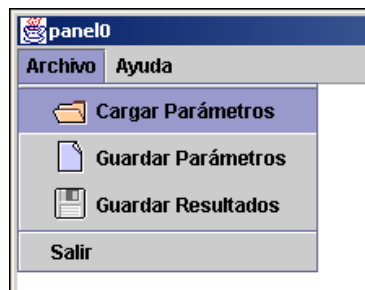 panel0
Archivo Ayuda
Cargar Parámetros
Guardar Parámetros
Guardar Resultados
Salir